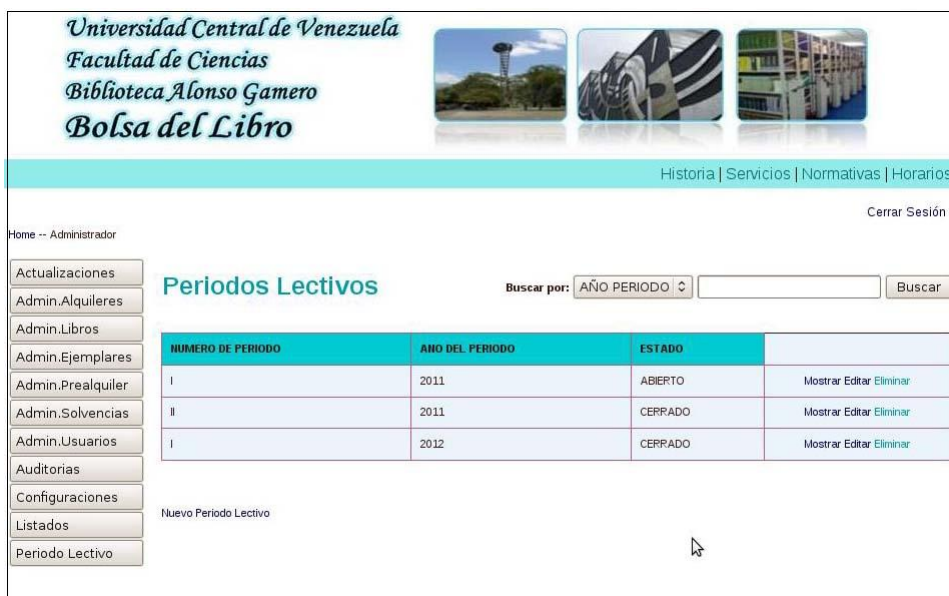 Universidad Central de Venezuela
Facultad de Ciencias
Biblioteca Alonso Gamero
Bolsa del Libro
Historia | Servicios | Normativas | Horarios
Cerrar Sesión
Home -- Administrador
Actualizaciones
Admin.Alquileres
Admin.Libros
Admin.Ejemplares
Admin.Prealquiler
Admin.Solvencias
Admin.Usuarios
Auditorias
Configuraciones
Listados
Periodo Lectivo
Periodos Lectivos
Buscar por: AÑO PERIODO Buscar
NUMERO DE PERIODO ANO DEL PERIODO ESTADO
I 2011 ABIERTO Mostrar Editar Eliminar
II 2011 CERRADO Mostrar Editar Eliminar
I 2012 CERRADO Mostrar Editar Eliminar
Nuevo Periodo Lectivo